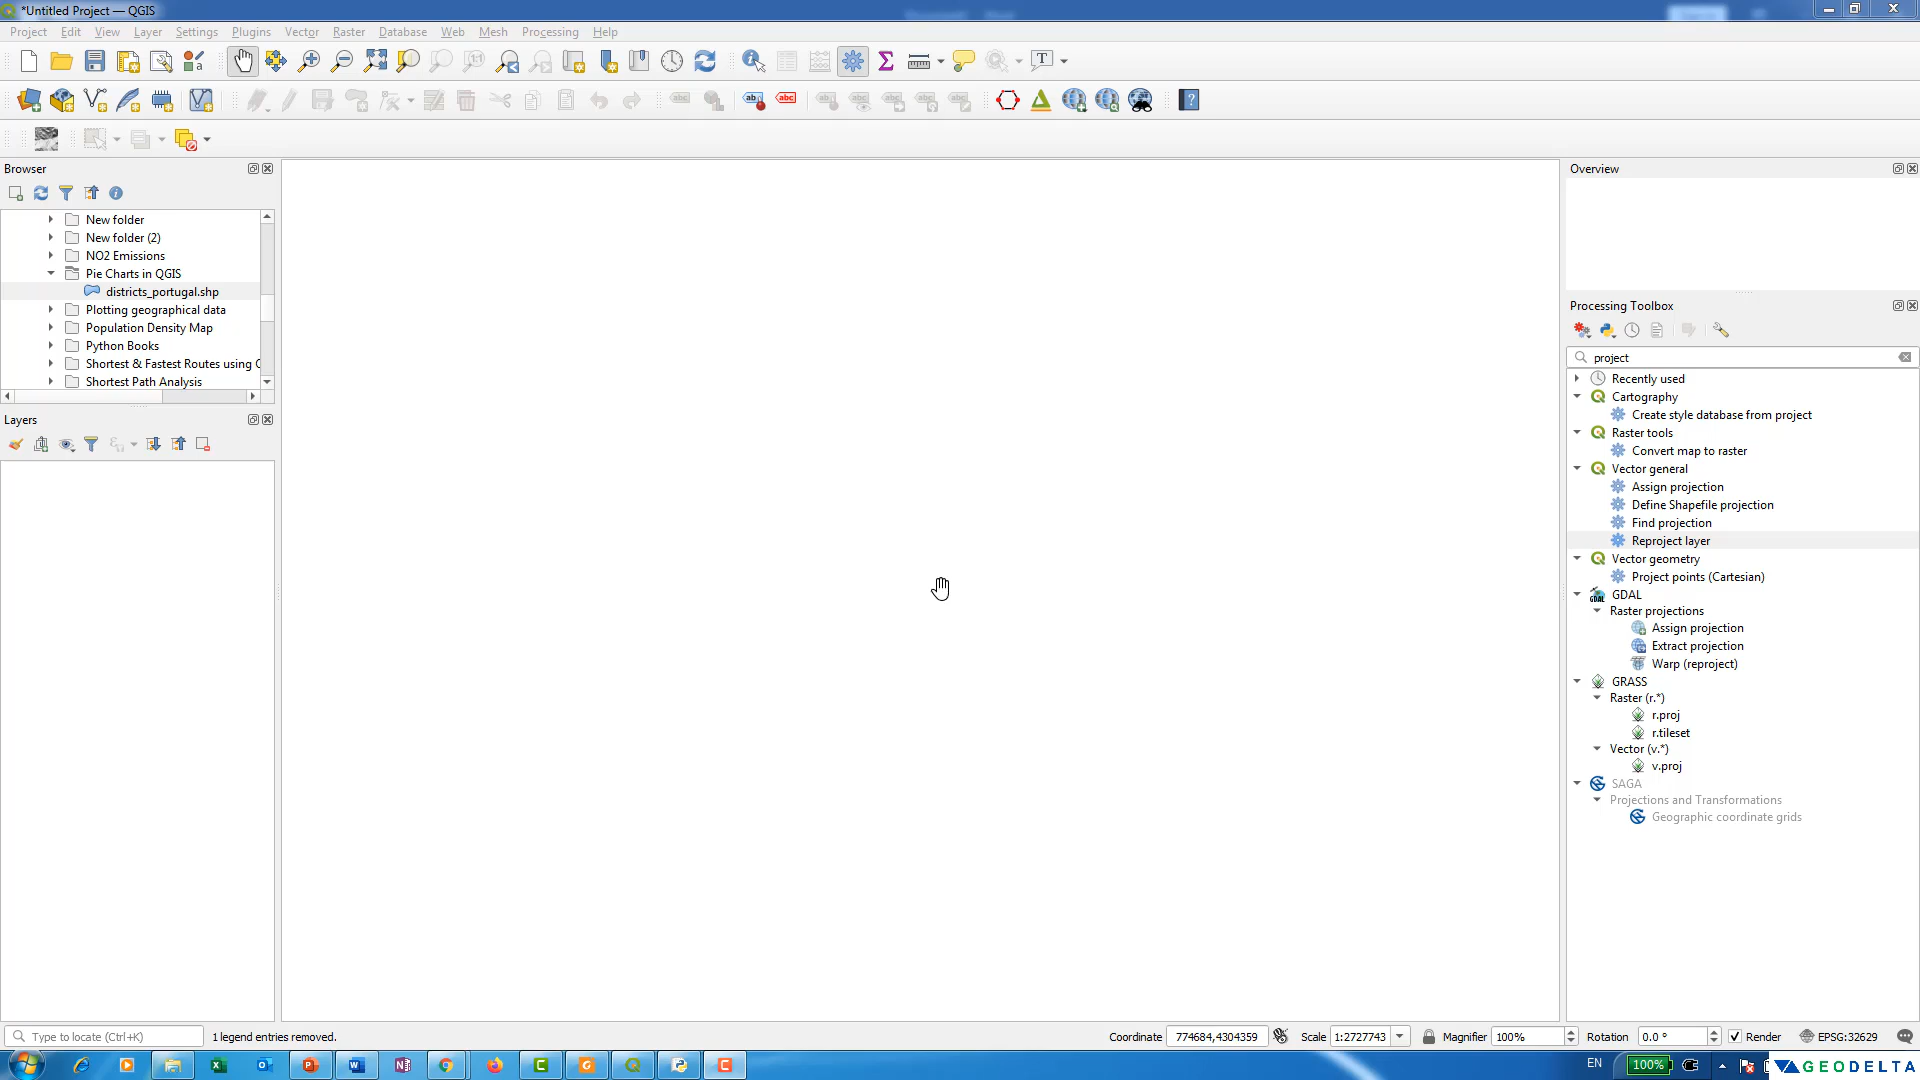 *Untitled Project — QGIS
Project Edit View Layer Settings Plugins Vector Raster Database Web Mesh Processing Help
Browser
New folder
New folder (2)
NO2 Emissions
Pie Charts in QGIS
districts_portugal.shp
Plotting geographical data
Population Density Map
Python Books
Shortest & Fastest Routes using
Shortest Path Analysis
Layers
Overview
Processing Toolbox
project
Recently used
Cartography
Create style database from project
Raster tools
Convert map to raster
Vector general
Assign projection
Define Shapefile projection
Find projection
Reproject layer
Vector geometry
Project points (Cartesian)
GDAL
Raster projections
Assign projection
Extract projection
Warp (reproject)
GRASS
Raster (r.*)
r.proj
r.tileset
Vector (v.*)
v.proj
SAGA
Projections and Transformations
Geographic coordinate grids
Type to locate (Ctrl+K) 1 legend entries removed. Coordinate 774684,4304359 Scale 1:2727743 Magnifier 100% Rotation 0.0 ° Render EPSG:32629
EN 100% GEODELTA